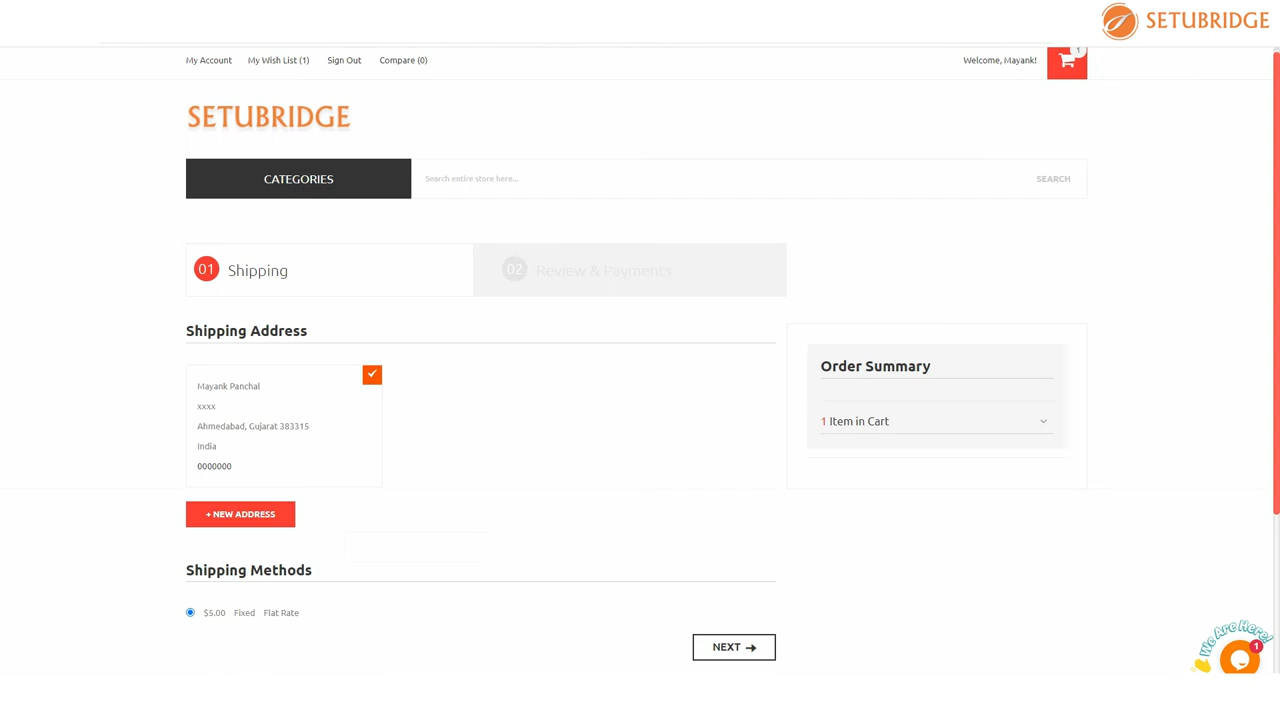 SETUBRIDGE
My Account My Wish List (1) Sign Out Compare (0) Welcome, Mayank! 1
SETUBRIDGE
CATEGORIES Search entire store here... SEARCH
01 Shipping 02 Review & Payments
Shipping Address
Mayank Panchal
xxxx
Ahmedabad, Gujarat 383315
India
0000000
+ NEW ADDRESS
Order Summary
1 Item in Cart
Shipping Methods
$5.00 Fixed Flat Rate
NEXT
We Are Here!
1